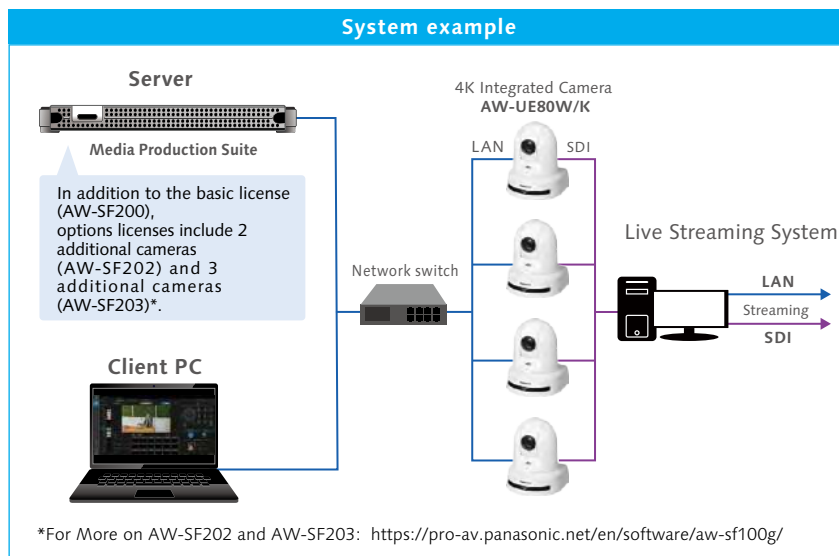 System example
Server
Media Production Suite
In addition to the basic license
(AW-SF200),
options licenses include 2
additional cameras
(AW-SF202) and 3
additional cameras
(AW-SF203)*.
Client PC
Network switch
4K Integrated Camera
AW-UE80W/K
LAN
SDI
Live Streaming System
LAN
Streaming
SDI
*For More on AW-SF202 and AW-SF203: https://pro-av.panasonic.net/en/software/aw-sf100g/